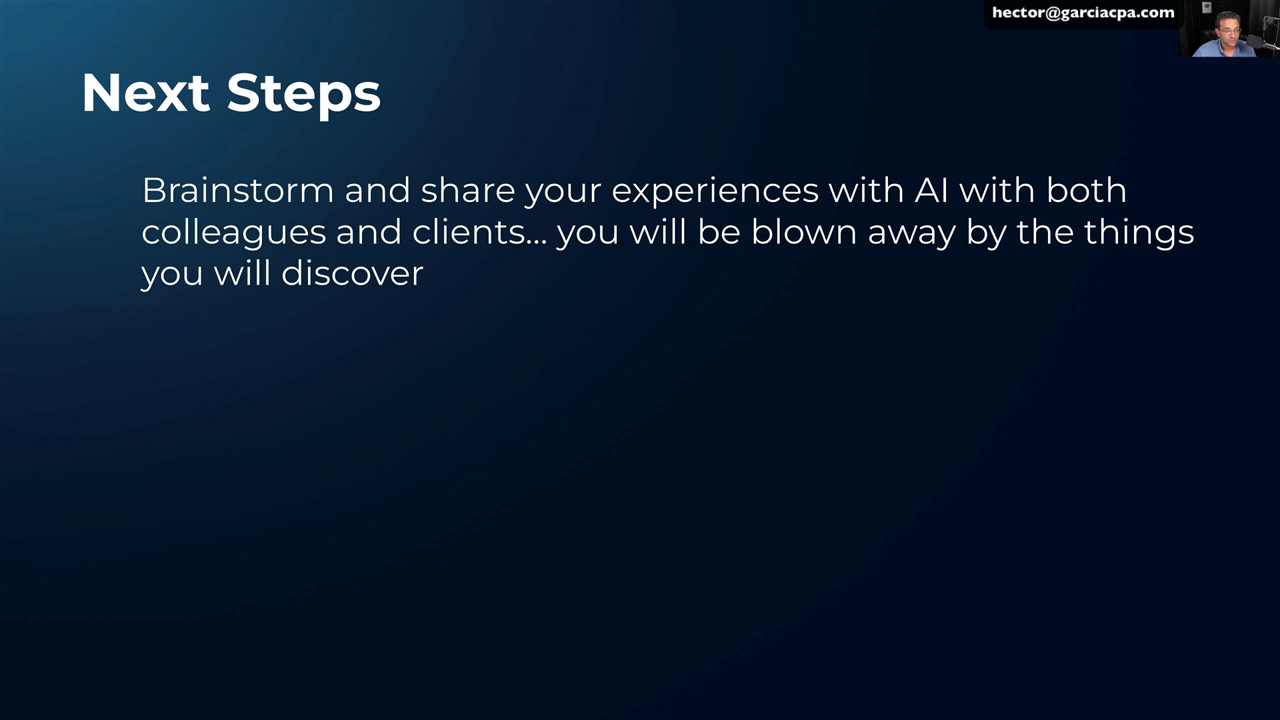 hector@garciacpa.com
Next Steps
Brainstorm and share your experiences with AI with both
colleagues and clients... you will be blown away by the things
you will discover